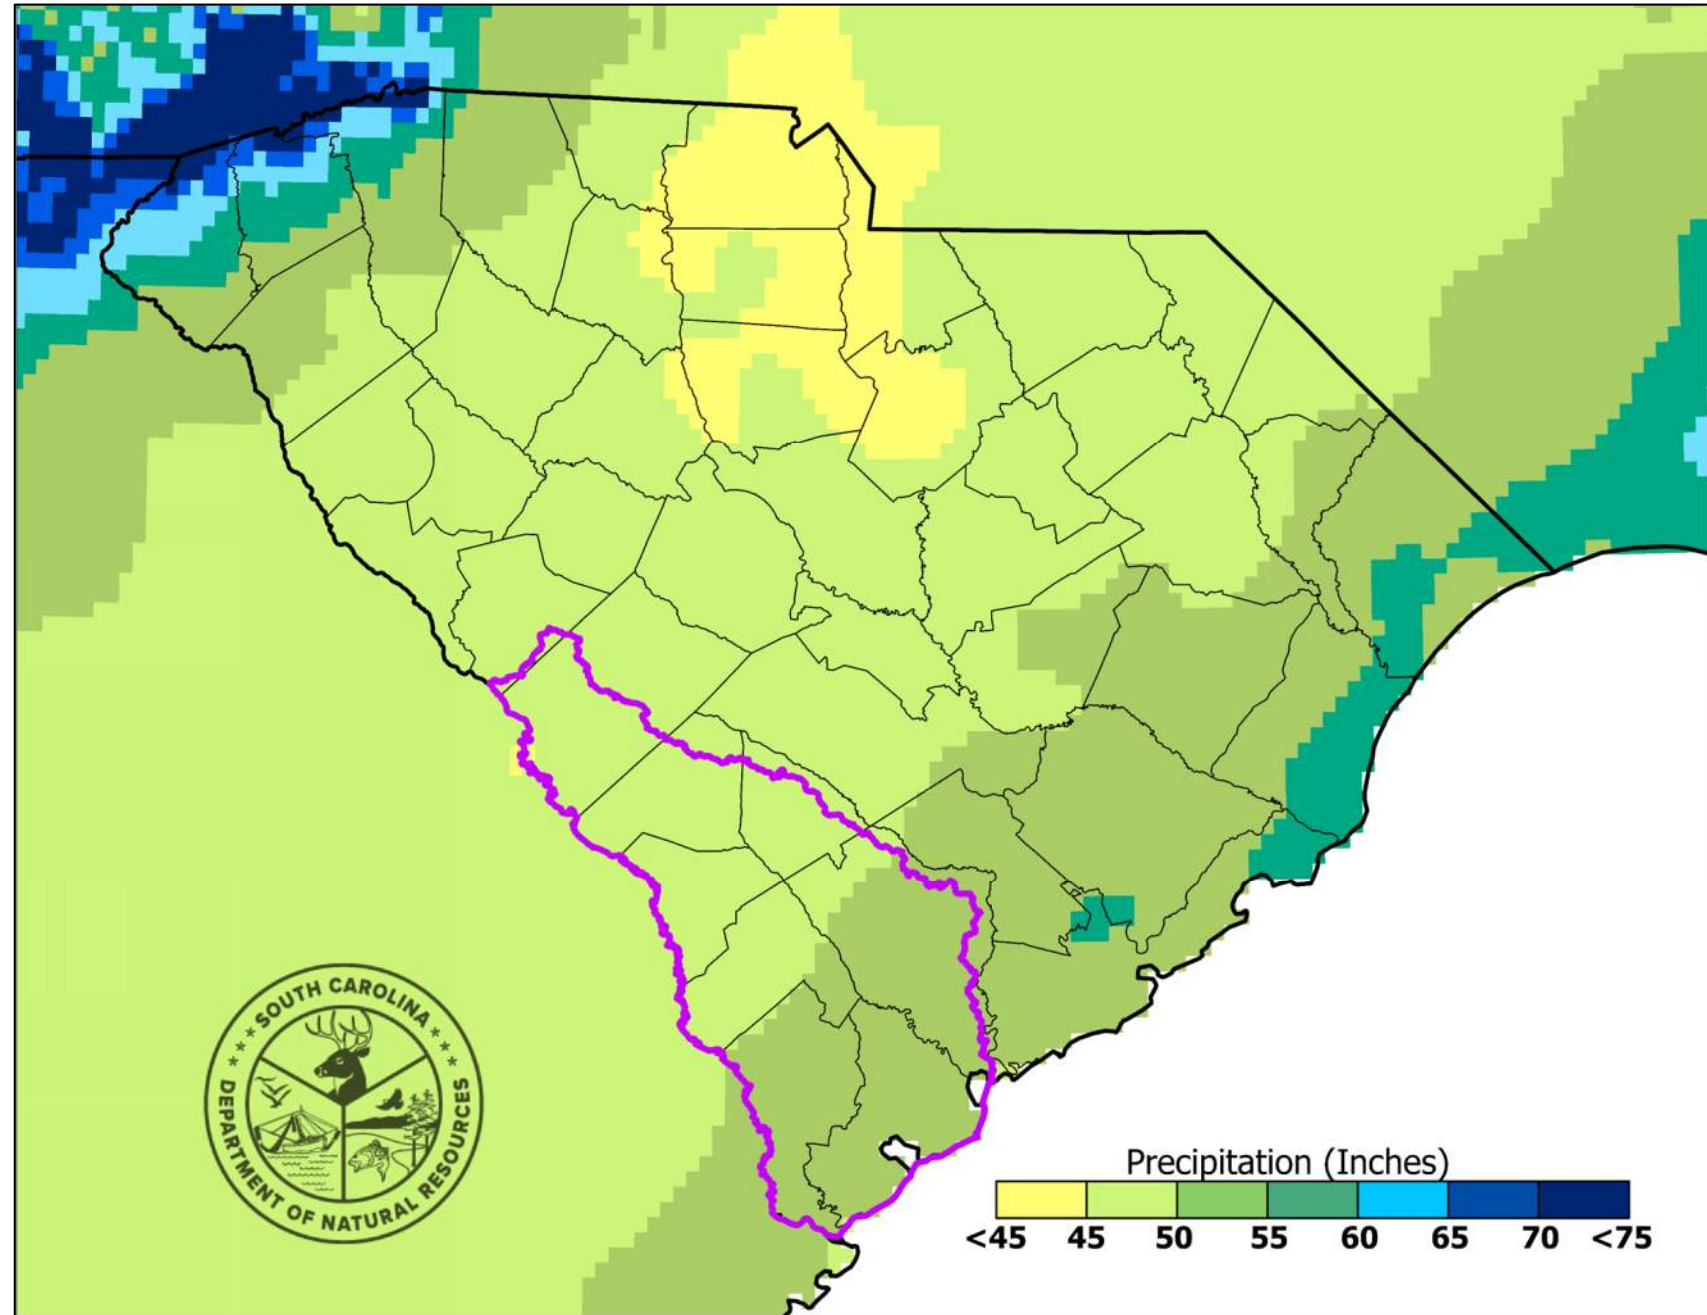 SOUTH CAROLINA
DEPARTMENT OF NATURAL RESOURCES
Precipitation (Inches)
<45 45 50 55 60 65 70 <75